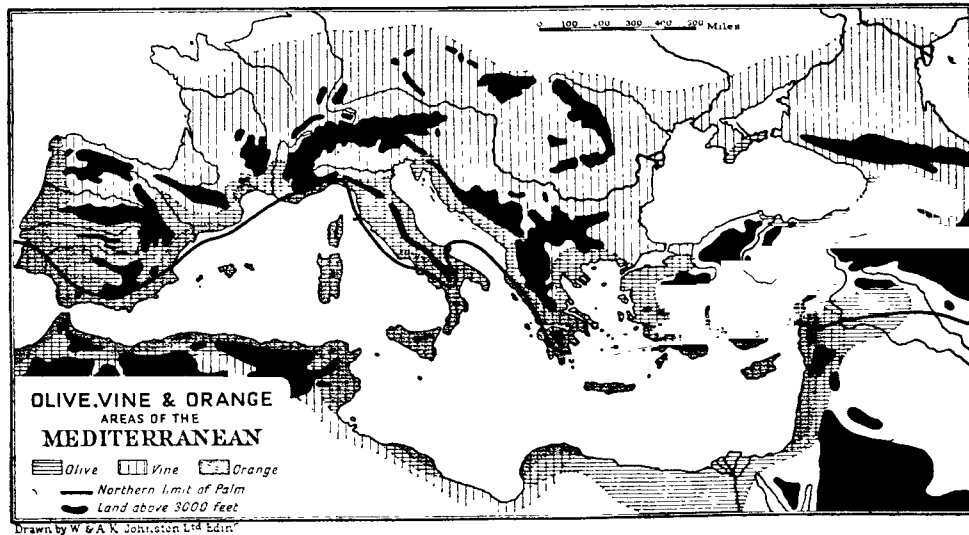 0 100 200 300 400 500 Miles
OLIVE, VINE & ORANGE
AREAS OF THE
MEDITERRANEAN
Olive Vine Orange
Northern limit of Palm
Land above 3000 feet
Drawn by W. & A.K. Johnston Ltd Edinr